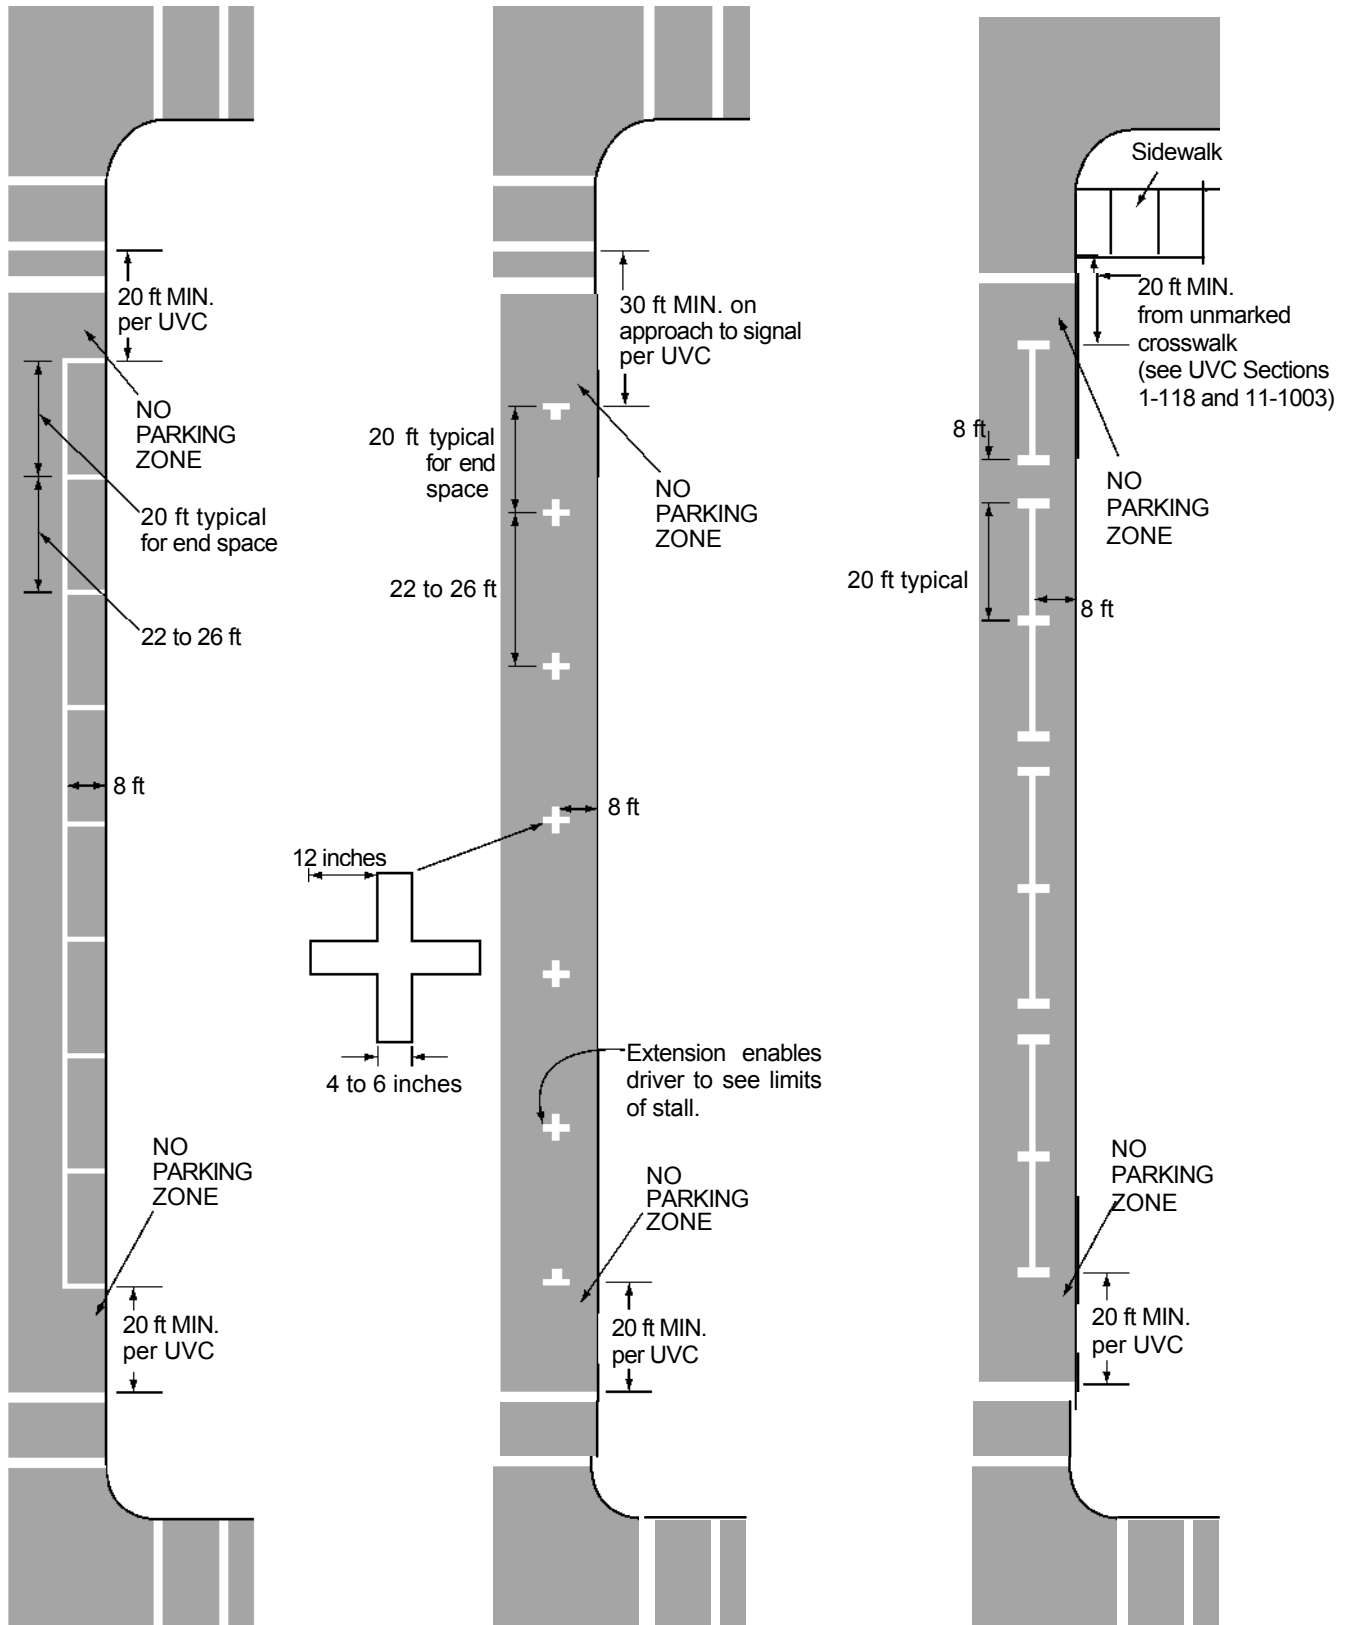 20 ft MIN.
per UVC
NO
PARKING
ZONE
20 ft typical
for end space
22 to 26 ft
8 ft
NO
PARKING
ZONE
20 ft MIN.
per UVC
30 ft MIN. on
approach to signal
per UVC
20 ft typical
for end
space
NO
PARKING
ZONE
22 to 26 ft
8 ft
12 inches
4 to 6 inches
Extension enables
driver to see limits
of stall.
NO
PARKING
ZONE
20 ft MIN.
per UVC
Sidewalk
20 ft MIN.
from unmarked
crosswalk
(see UVC Sections
1-118 and 11-1003)
8 ft
NO
PARKING
ZONE
20 ft typical
8 ft
NO
PARKING
ZONE
20 ft MIN.
per UVC